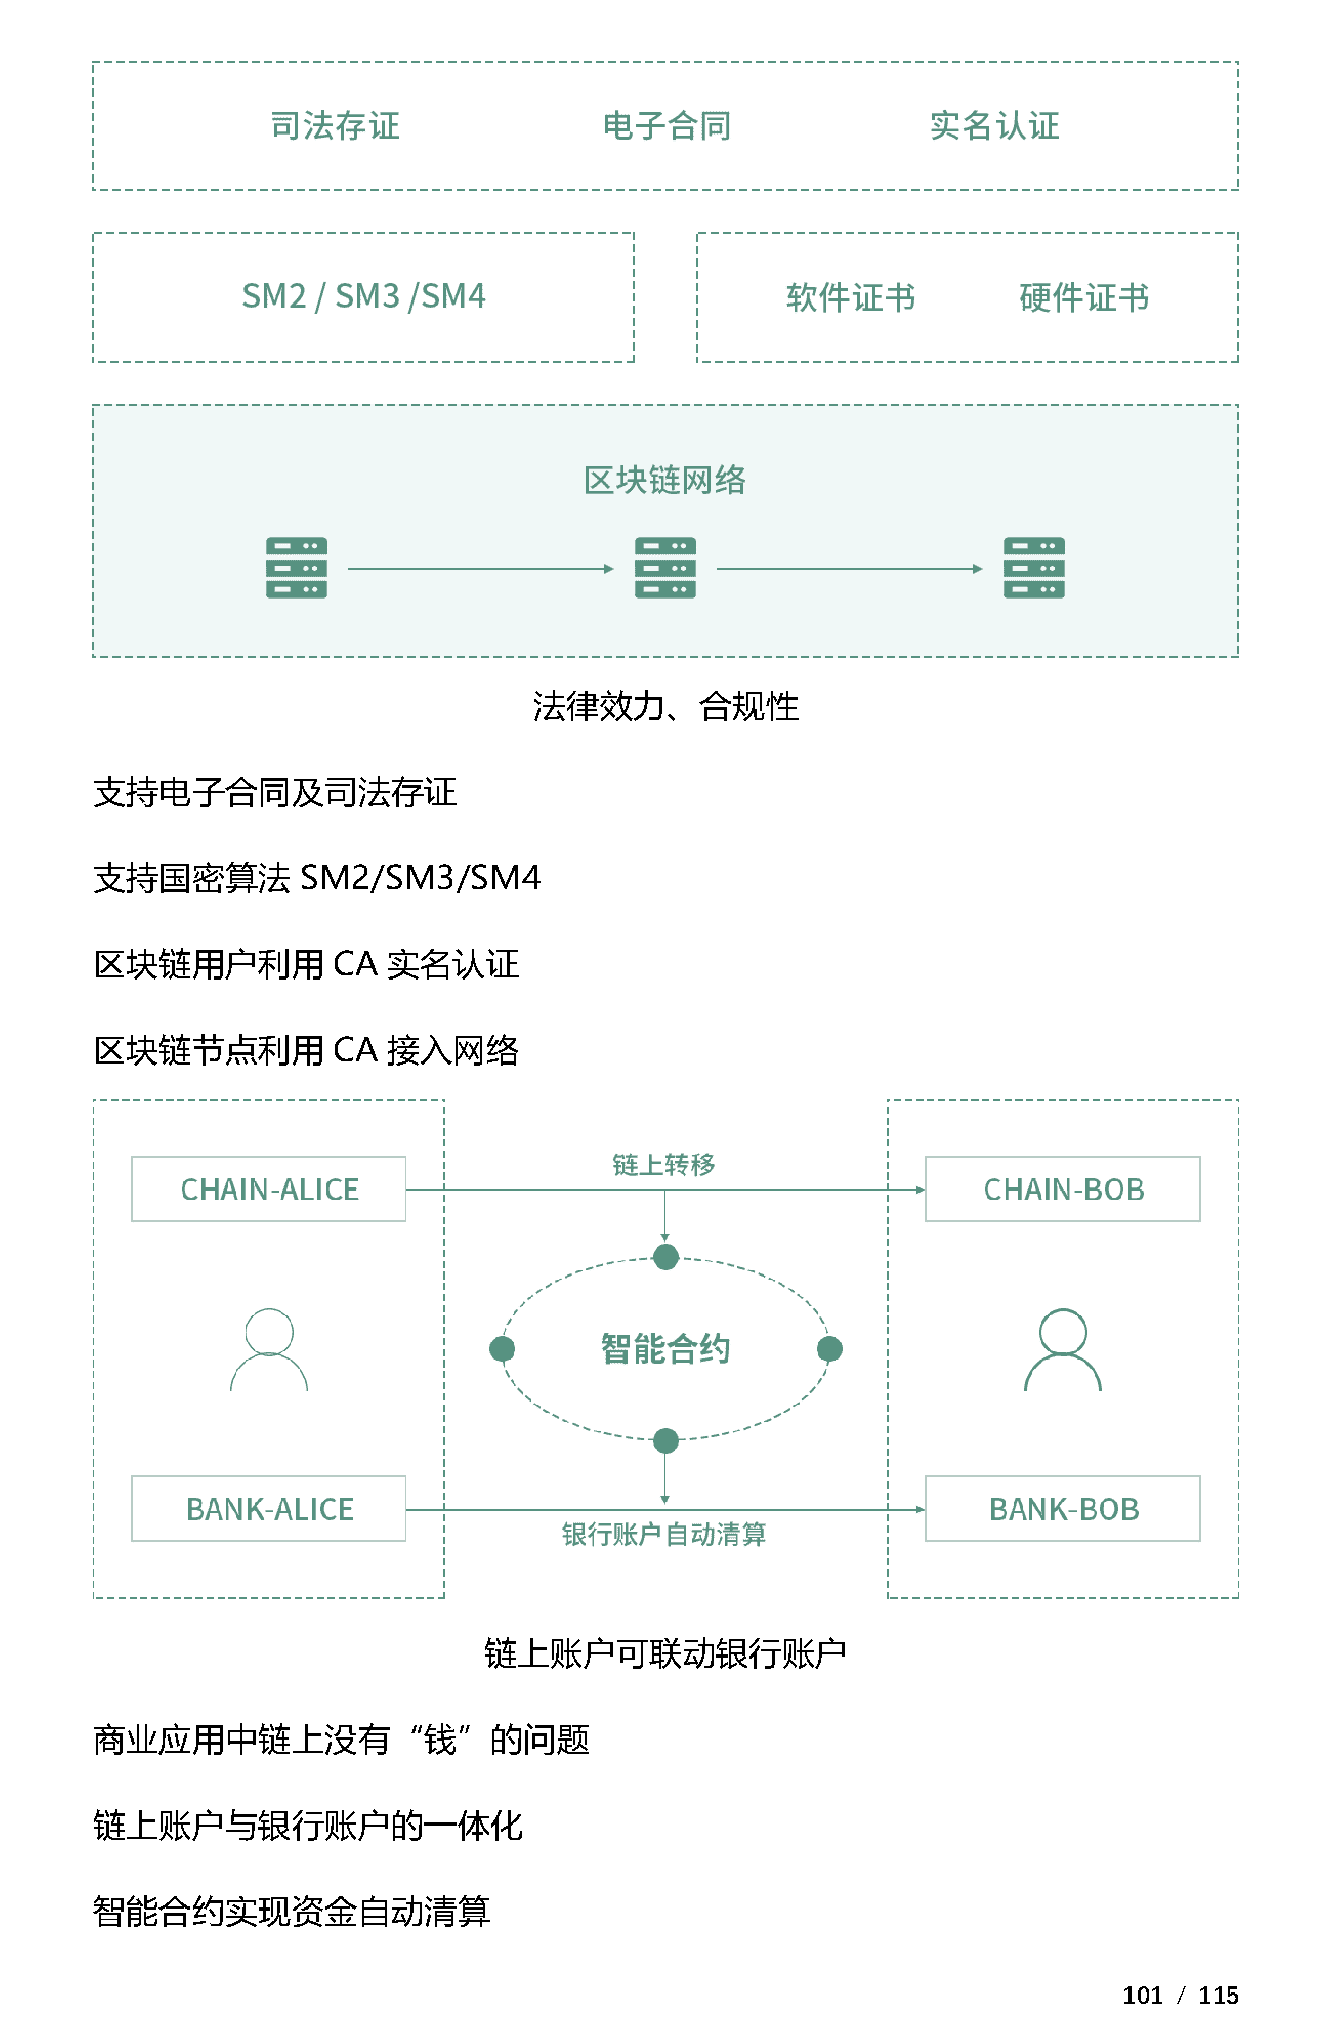 司法存证 电子合同 实名认证
SM2 / SM3 /SM4 软件证书 硬件证书
区块链网络
法律效力、合规性
支持电子合同及司法存证
支持国密算法 SM2/SM3/SM4
区块链用户利用 CA 实名认证
区块链节点利用 CA 接入网络
链上转移
CHAIN-ALICE CHAIN-BOB
智能合约
BANK-ALICE BANK-BOB
银行账户自动清算
链上账户可联动银行账户
商业应用中链上没有“钱”的问题
链上账户与银行账户的一体化
智能合约实现资金自动清算
101 / 115